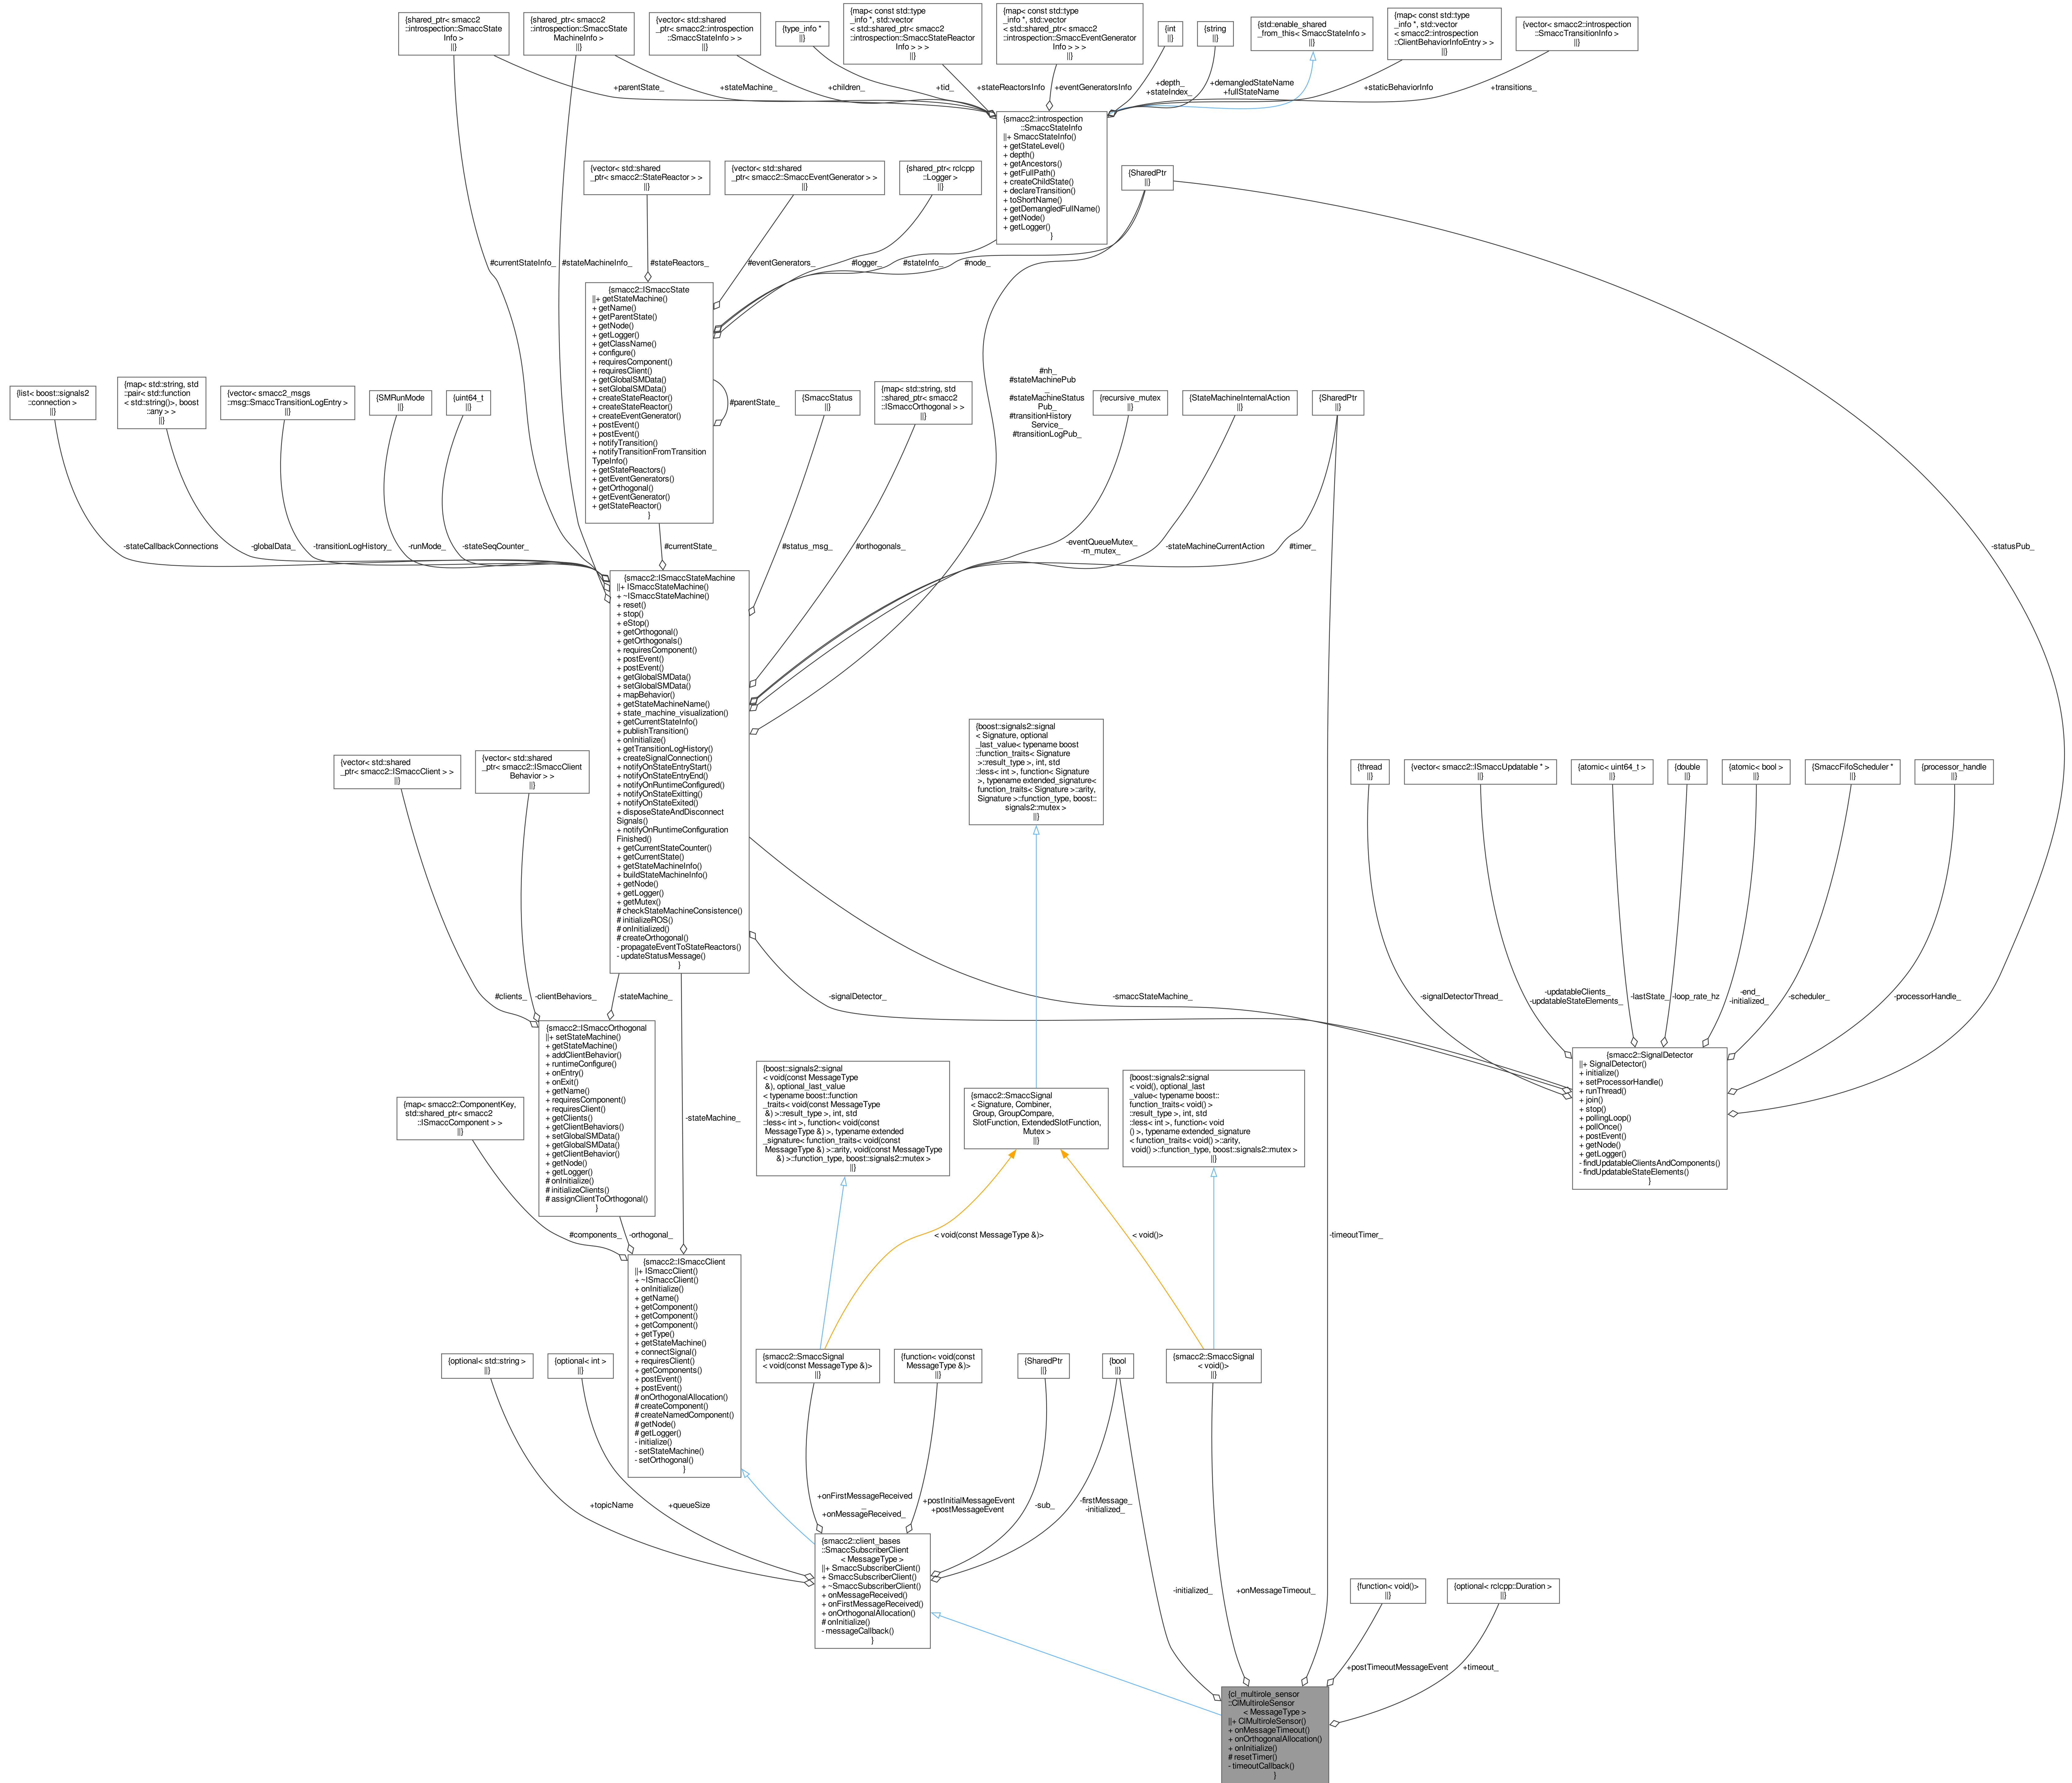 {shared_ptr< smacc2
::introspection::SmaccState
Info >
||}
{shared_ptr< smacc2
::introspection::SmaccState
MachineInfo >
||}
{vector< std::shared
_ptr< smacc2::introspection
::SmaccStateInfo > >
||}
{type_info *
||}
{map< const std::type
_info *, std::vector
< std::shared_ptr< smacc2
::introspection::SmaccStateReactor
Info > > >
||}
{map< const std::type
_info *, std::vector
< std::shared_ptr< smacc2
::introspection::SmaccEventGenerator
Info > > >
||}
{int
||}
{string
||}
{std::enable_shared
_from_this< SmaccStateInfo >
||}
{map< const std::type
_info *, std::vector
< smacc2::introspection
::ClientBehaviorInfoEntry > >
||}
{vector< smacc2::introspection
::SmaccTransitionInfo >
||}
+parentState_
+stateMachine_
+children_
+tid_
+stateReactorsInfo
+eventGeneratorsInfo
+depth_
+stateIndex_
+demangledStateName
+fullStateName
+staticBehaviorInfo
+transitions_
{smacc2::introspection
::SmaccStateInfo
||+ SmaccStateInfo()
+ getStateLevel()
+ depth()
+ getAncestors()
+ getFullPath()
+ createChildState()
+ declareTransition()
+ toShortName()
+ getDemangledFullName()
+ getNode()
+ getLogger()
}
{vector< std::shared
_ptr< smacc2::StateReactor > >
||}
{vector< std::shared
_ptr< smacc2::SmaccEventGenerator > >
||}
{shared_ptr< rclcpp
::Logger >
||}
{SharedPtr
||}
#currentStateInfo_
#stateMachineInfo_
#stateReactors_
#eventGenerators_
#logger_
#stateInfo_
#node_
{smacc2::ISmaccState
||+ getStateMachine()
+ getName()
+ getParentState()
+ getNode()
+ getLogger()
+ getClassName()
+ configure()
+ requiresComponent()
+ requiresClient()
+ getGlobalSMData()
+ setGlobalSMData()
+ createStateReactor()
+ createStateReactor()
+ createEventGenerator()
+ postEvent()
+ postEvent()
+ notifyTransition()
+ notifyTransitionFromTransition
TypeInfo()
+ getStateReactors()
+ getEventGenerators()
+ getOrthogonal()
+ getEventGenerator()
+ getStateReactor()
}
#parentState_
{list< boost::signals2
::connection >
||}
{map< std::string, std
::pair< std::function
< std::string()>, boost
::any > >
||}
{vector< smacc2_msgs
::msg::SmaccTransitionLogEntry >
||}
{SMRunMode
||}
{uint64_t
||}
{SmaccStatus
||}
{map< std::string, std
::shared_ptr< smacc2
::ISmaccOrthogonal > >
||}
#nh_
#stateMachinePub
_
#stateMachineStatus
Pub_
#transitionHistory
Service_
#transitionLogPub_
{recursive_mutex
||}
{StateMachineInternalAction
||}
{SharedPtr
||}
-stateCallbackConnections
-globalData_
-transitionLogHistory_
-runMode_
-stateSeqCounter_
#currentState_
#status_msg_
#orthogonals_
-eventQueueMutex_
-m_mutex_
-stateMachineCurrentAction
#timer_
-statusPub_
{smacc2::ISmaccStateMachine
||+ ISmaccStateMachine()
+ ~ISmaccStateMachine()
+ reset()
+ stop()
+ eStop()
+ getOrthogonal()
+ getOrthogonals()
+ requiresComponent()
+ postEvent()
+ postEvent()
+ getGlobalSMData()
+ setGlobalSMData()
+ mapBehavior()
+ getStateMachineName()
+ state_machine_visualization()
+ getCurrentStateInfo()
+ publishTransition()
+ onInitialize()
+ getTransitionLogHistory()
+ createSignalConnection()
+ notifyOnStateEntryStart()
+ notifyOnStateEntryEnd()
+ notifyOnRuntimeConfigured()
+ notifyOnStateExitting()
+ notifyOnStateExited()
+ disposeStateAndDisconnect
Signals()
+ notifyOnRuntimeConfiguration
Finished()
+ getCurrentStateCounter()
+ getCurrentState()
+ getStateMachineInfo()
+ buildStateMachineInfo()
+ getNode()
+ getLogger()
+ getMutex()
# checkStateMachineConsistence()
# initializeROS()
# onInitialized()
# createOrthogonal()
- propagateEventToStateReactors()
- updateStatusMessage()
}
{boost::signals2::signal
< Signature, optional
_last_value< typename boost
::function_traits< Signature
>::result_type >, int, std
::less< int >, function< Signature
>, typename extended_signature<
function_traits< Signature >::arity,
Signature >::function_type, boost::
signals2::mutex >
||}
{vector< std::shared
_ptr< smacc2::ISmaccClient > >
||}
{vector< std::shared
_ptr< smacc2::ISmaccClient
Behavior > >
||}
{thread
||}
{vector< smacc2::ISmaccUpdatable * >
||}
{atomic< uint64_t >
||}
{double
||}
{atomic< bool >
||}
{SmaccFifoScheduler *
||}
{processor_handle
||}
#clients_
-clientBehaviors_
-stateMachine_
-signalDetector_
-smaccStateMachine_
-signalDetectorThread_
-updatableClients_
-updatableStateElements_
-lastState_
-loop_rate_hz
-end_
-initialized_
-scheduler_
-processorHandle_
{smacc2::ISmaccOrthogonal
||+ setStateMachine()
+ getStateMachine()
+ addClientBehavior()
+ runtimeConfigure()
+ onEntry()
+ onExit()
+ getName()
+ requiresComponent()
+ requiresClient()
+ getClients()
+ getClientBehaviors()
+ setGlobalSMData()
+ getGlobalSMData()
+ getClientBehavior()
+ getNode()
+ getLogger()
# onInitialize()
# initializeClients()
# assignClientToOrthogonal()
}
{smacc2::SignalDetector
||+ SignalDetector()
+ initialize()
+ setProcessorHandle()
+ runThread()
+ join()
+ stop()
+ pollingLoop()
+ pollOnce()
+ postEvent()
+ getNode()
+ getLogger()
- findUpdatableClientsAndComponents()
- findUpdatableStateElements()
}
{map< smacc2::ComponentKey,
std::shared_ptr< smacc2
::ISmaccComponent > >
||}
-stateMachine_
{boost::signals2::signal
< void(const MessageType
&), optional_last_value
< typename boost::function
_traits< void(const MessageType
&) >::result_type >, int, std
::less< int >, function< void(const
MessageType &) >, typename extended
_signature< function_traits< void(const
MessageType &) >::arity, void(const MessageType
&) >::function_type, boost::signals2::mutex >
||}
{smacc2::SmaccSignal
< Signature, Combiner,
Group, GroupCompare,
SlotFunction, ExtendedSlotFunction,
Mutex >
||}
{boost::signals2::signal
< void(), optional_last
_value< typename boost::
function_traits< void() >
::result_type >, int, std
::less< int >, function< void
() >, typename extended_signature
< function_traits< void() >::arity,
void() >::function_type, boost::signals2::mutex >
||}
#components_
-orthogonal_
< void(const MessageType &)>
< void()>
-timeoutTimer_
{smacc2::ISmaccClient
||+ ISmaccClient()
+ ~ISmaccClient()
+ onInitialize()
+ getName()
+ getComponent()
+ getComponent()
+ getComponent()
+ getType()
+ getStateMachine()
+ connectSignal()
+ requiresClient()
+ getComponents()
+ postEvent()
+ postEvent()
# onOrthogonalAllocation()
# createComponent()
# createNamedComponent()
# getNode()
# getLogger()
- initialize()
- setStateMachine()
- setOrthogonal()
}
{optional< std::string >
||}
{optional< int >
||}
{smacc2::SmaccSignal
< void(const MessageType &)>
||}
{function< void(const
MessageType &)>
||}
{SharedPtr
||}
{bool
||}
{smacc2::SmaccSignal
< void()>
||}
+topicName
+queueSize
+onFirstMessageReceived
_
+onMessageReceived_
+postInitialMessageEvent
+postMessageEvent
-sub_
-firstMessage_
-initialized_
{smacc2::client_bases
::SmaccSubscriberClient
< MessageType >
||+ SmaccSubscriberClient()
+ SmaccSubscriberClient()
+ ~SmaccSubscriberClient()
+ onMessageReceived()
+ onFirstMessageReceived()
+ onOrthogonalAllocation()
# onInitialize()
- messageCallback()
}
-initialized_
+onMessageTimeout_
{function< void()>
||}
{optional< rclcpp::Duration >
||}
+postTimeoutMessageEvent
+timeout_
{cl_multirole_sensor
::ClMultiroleSensor
< MessageType >
||+ ClMultiroleSensor()
+ onMessageTimeout()
+ onOrthogonalAllocation()
+ onInitialize()
# resetTimer()
- timeoutCallback()
}